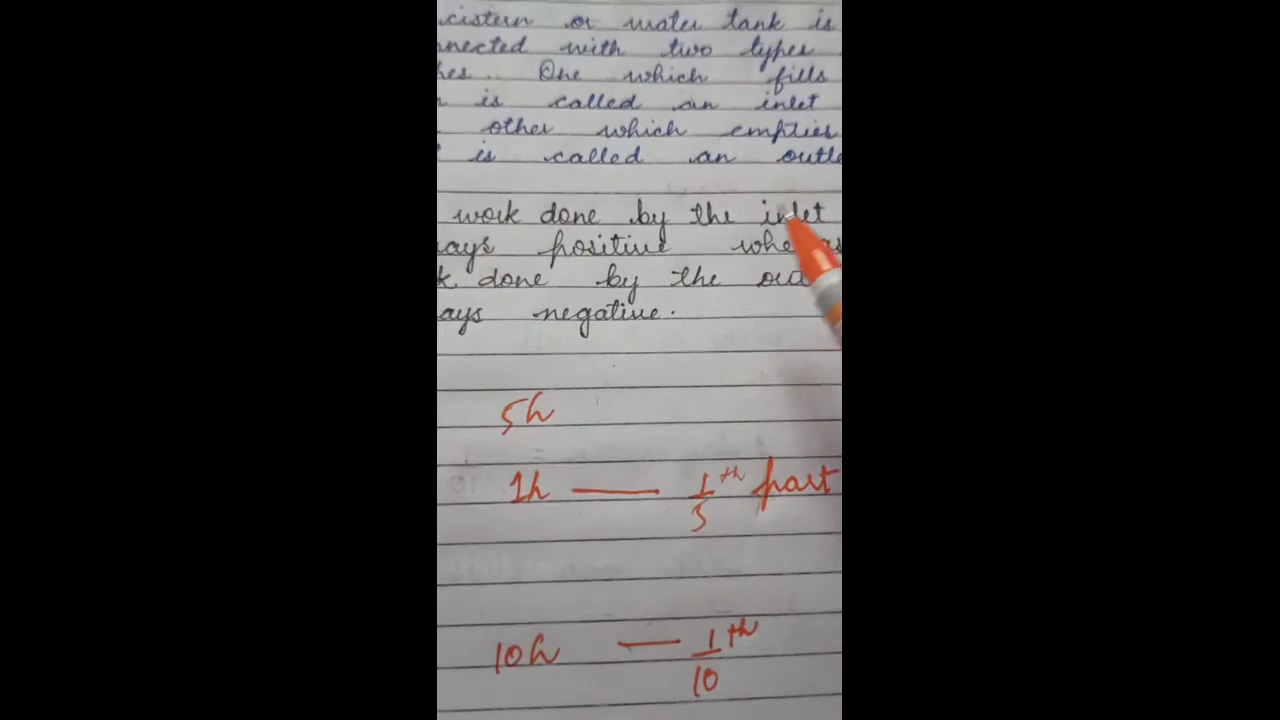 cistern or water tank is
nnected with two types
hes. One which fills
n is called an inlet
other which empties
is called an outle
work done by the inlet
ays positive whereas
k done by the out
ays negative.
5h
1h — 1/5 th part
10h — 1/10 th